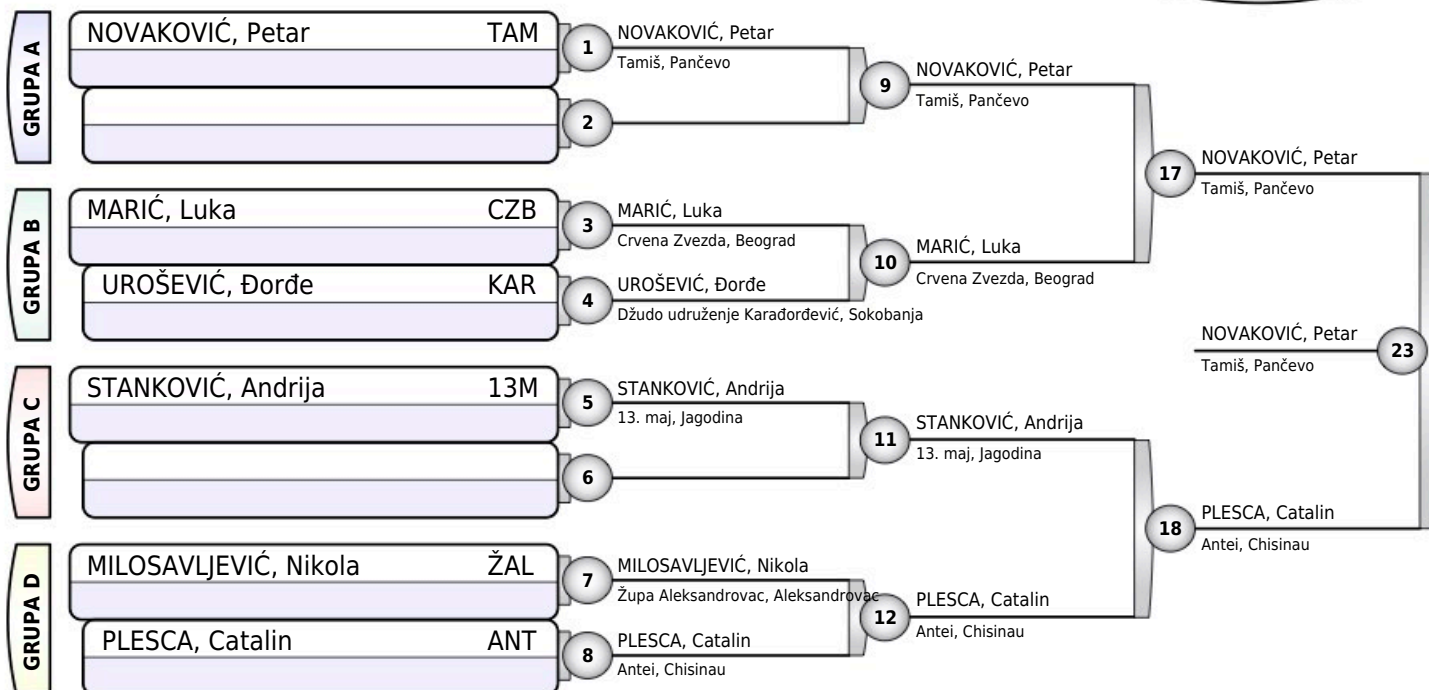 GRUPA A
NOVAKOVIĆ, Petar TAM
1
NOVAKOVIĆ, Petar
Tamiš, Pančevo
2
9
NOVAKOVIĆ, Petar
Tamiš, Pančevo
GRUPA B
MARIĆ, Luka CZB
3
MARIĆ, Luka
Crvena Zvezda, Beograd
UROŠEVIĆ, Đorđe KAR
4
UROŠEVIĆ, Đorđe
Džudo udruženje Karađorđević, Sokobanja
10
MARIĆ, Luka
Crvena Zvezda, Beograd
17
NOVAKOVIĆ, Petar
Tamiš, Pančevo
GRUPA C
STANKOVIĆ, Andrija 13M
5
STANKOVIĆ, Andrija
13. maj, Jagodina
6
11
STANKOVIĆ, Andrija
13. maj, Jagodina
GRUPA D
MILOSAVLJEVIĆ, Nikola ŽAL
7
MILOSAVLJEVIĆ, Nikola
Župa Aleksandrovac, Aleksandrovac
PLESCA, Catalin ANT
8
PLESCA, Catalin
Antei, Chisinau
12
PLESCA, Catalin
Antei, Chisinau
18
PLESCA, Catalin
Antei, Chisinau
NOVAKOVIĆ, Petar
Tamiš, Pančevo
23